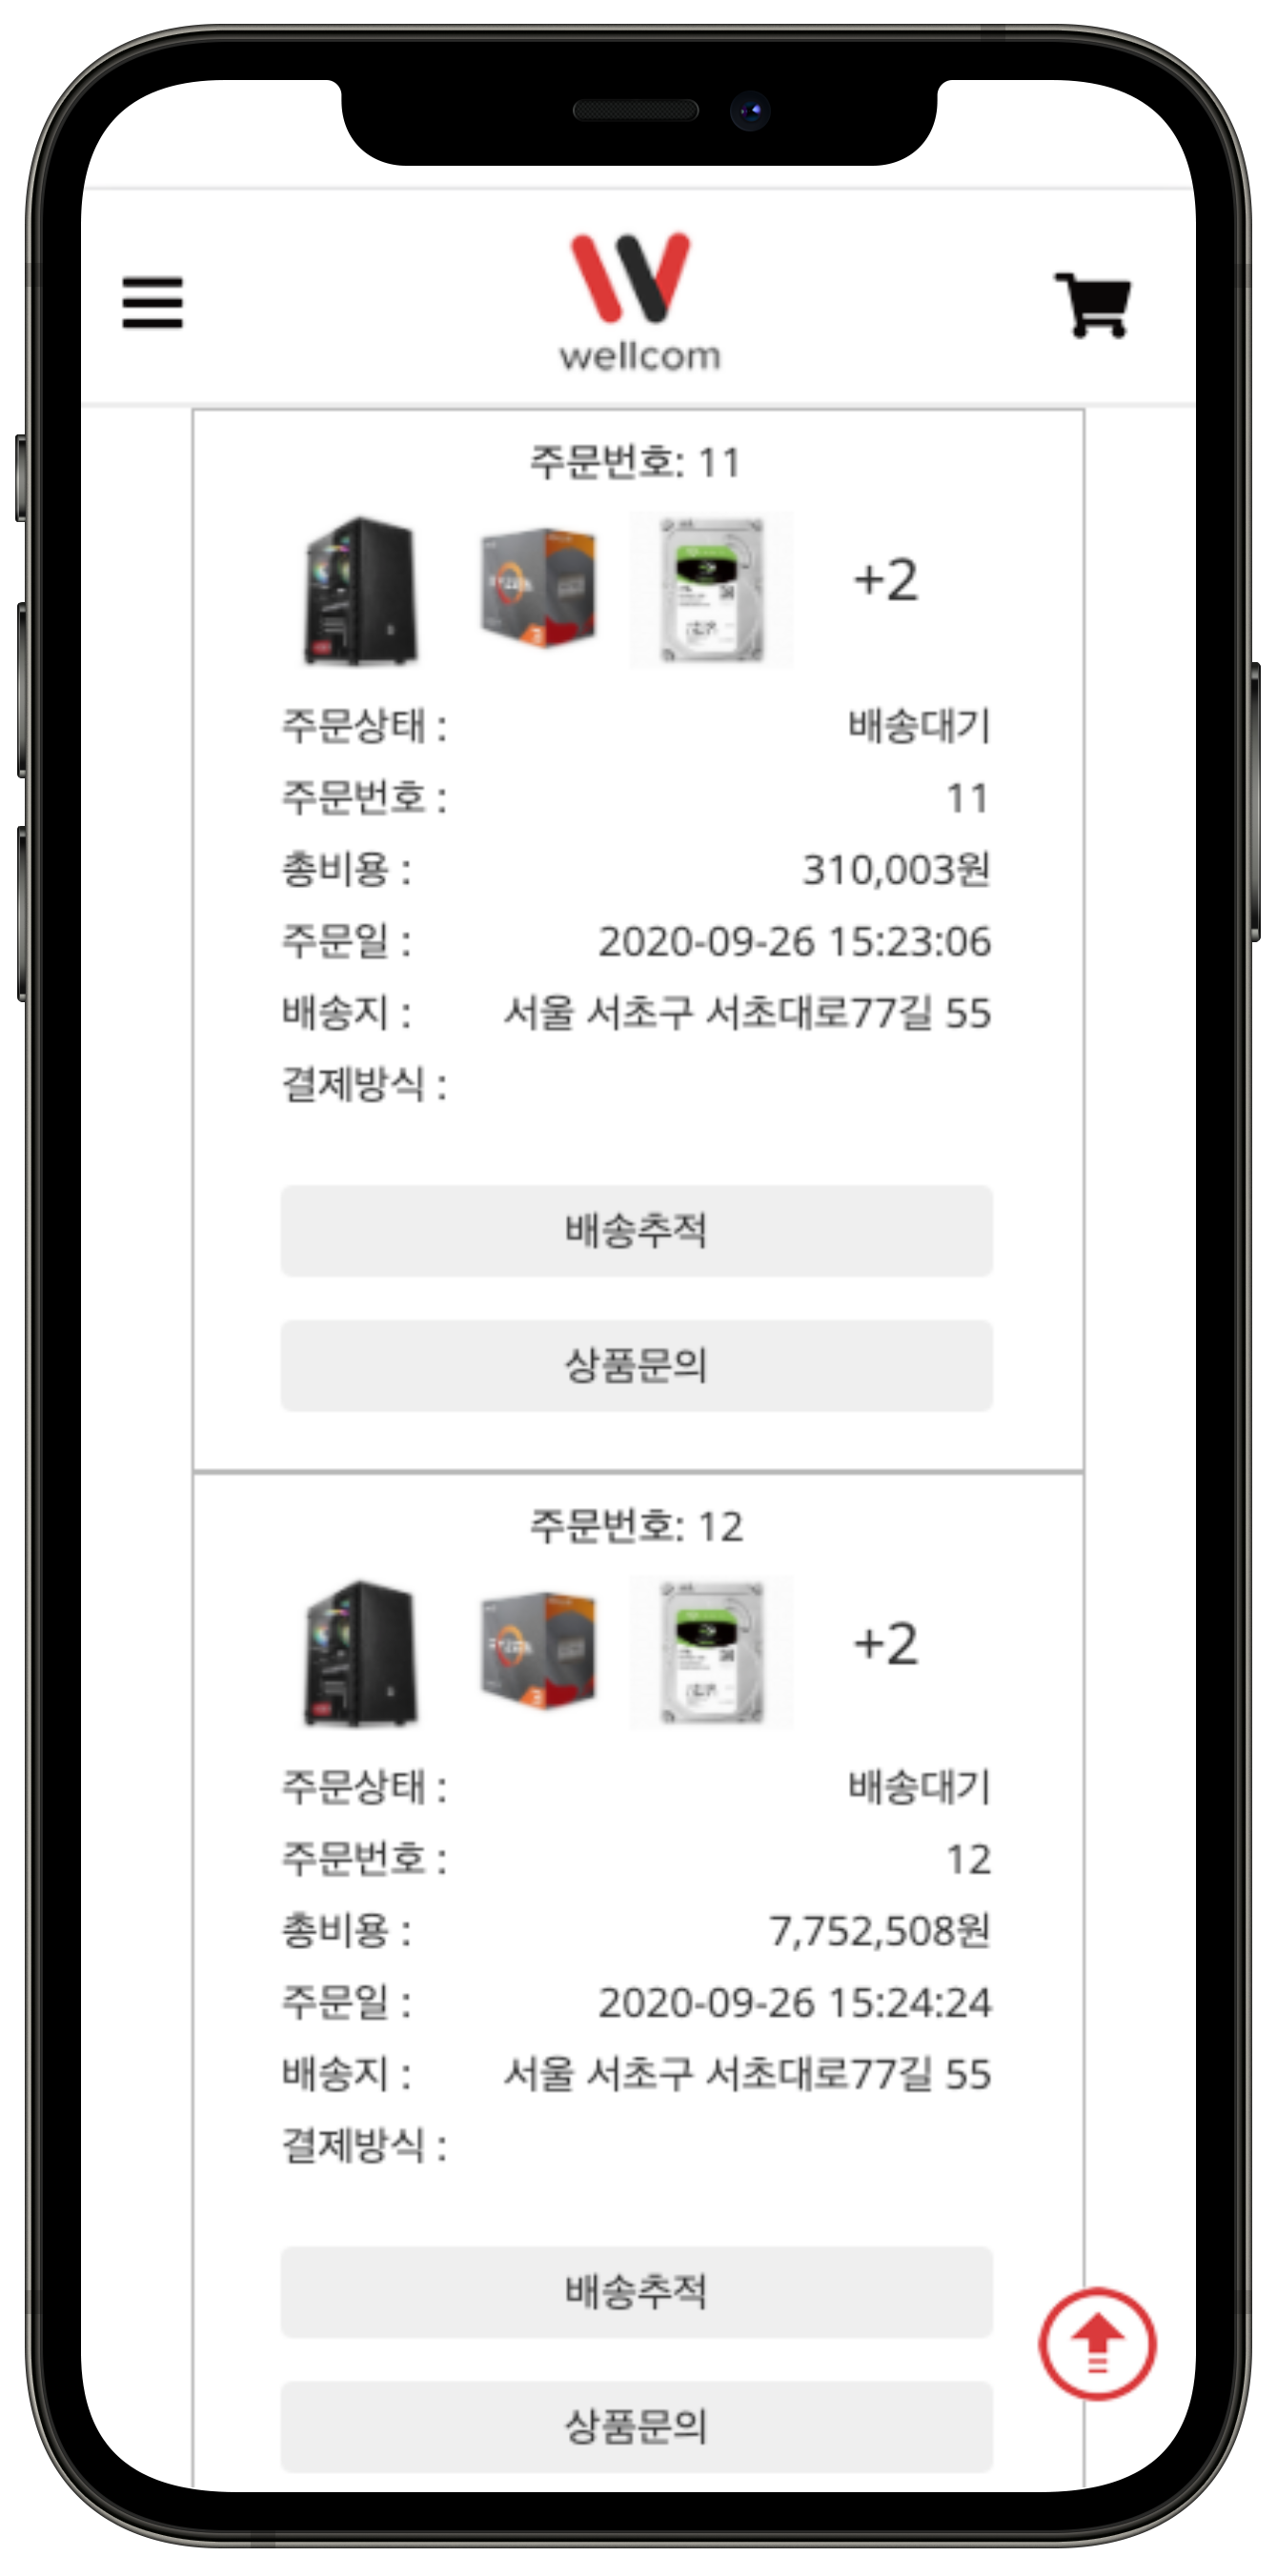 wellcom
주문번호: 11
+2
주문상태 : 배송대기
주문번호 : 11
총비용 : 310,003원
주문일 : 2020-09-26 15:23:06
배송지 : 서울 서초구 서초대로77길 55
결제방식 :
배송추적
상품문의
주문번호: 12
+2
주문상태 : 배송대기
주문번호 : 12
총비용 : 7,752,508원
주문일 : 2020-09-26 15:24:24
배송지 : 서울 서초구 서초대로77길 55
결제방식 :
배송추적
상품문의